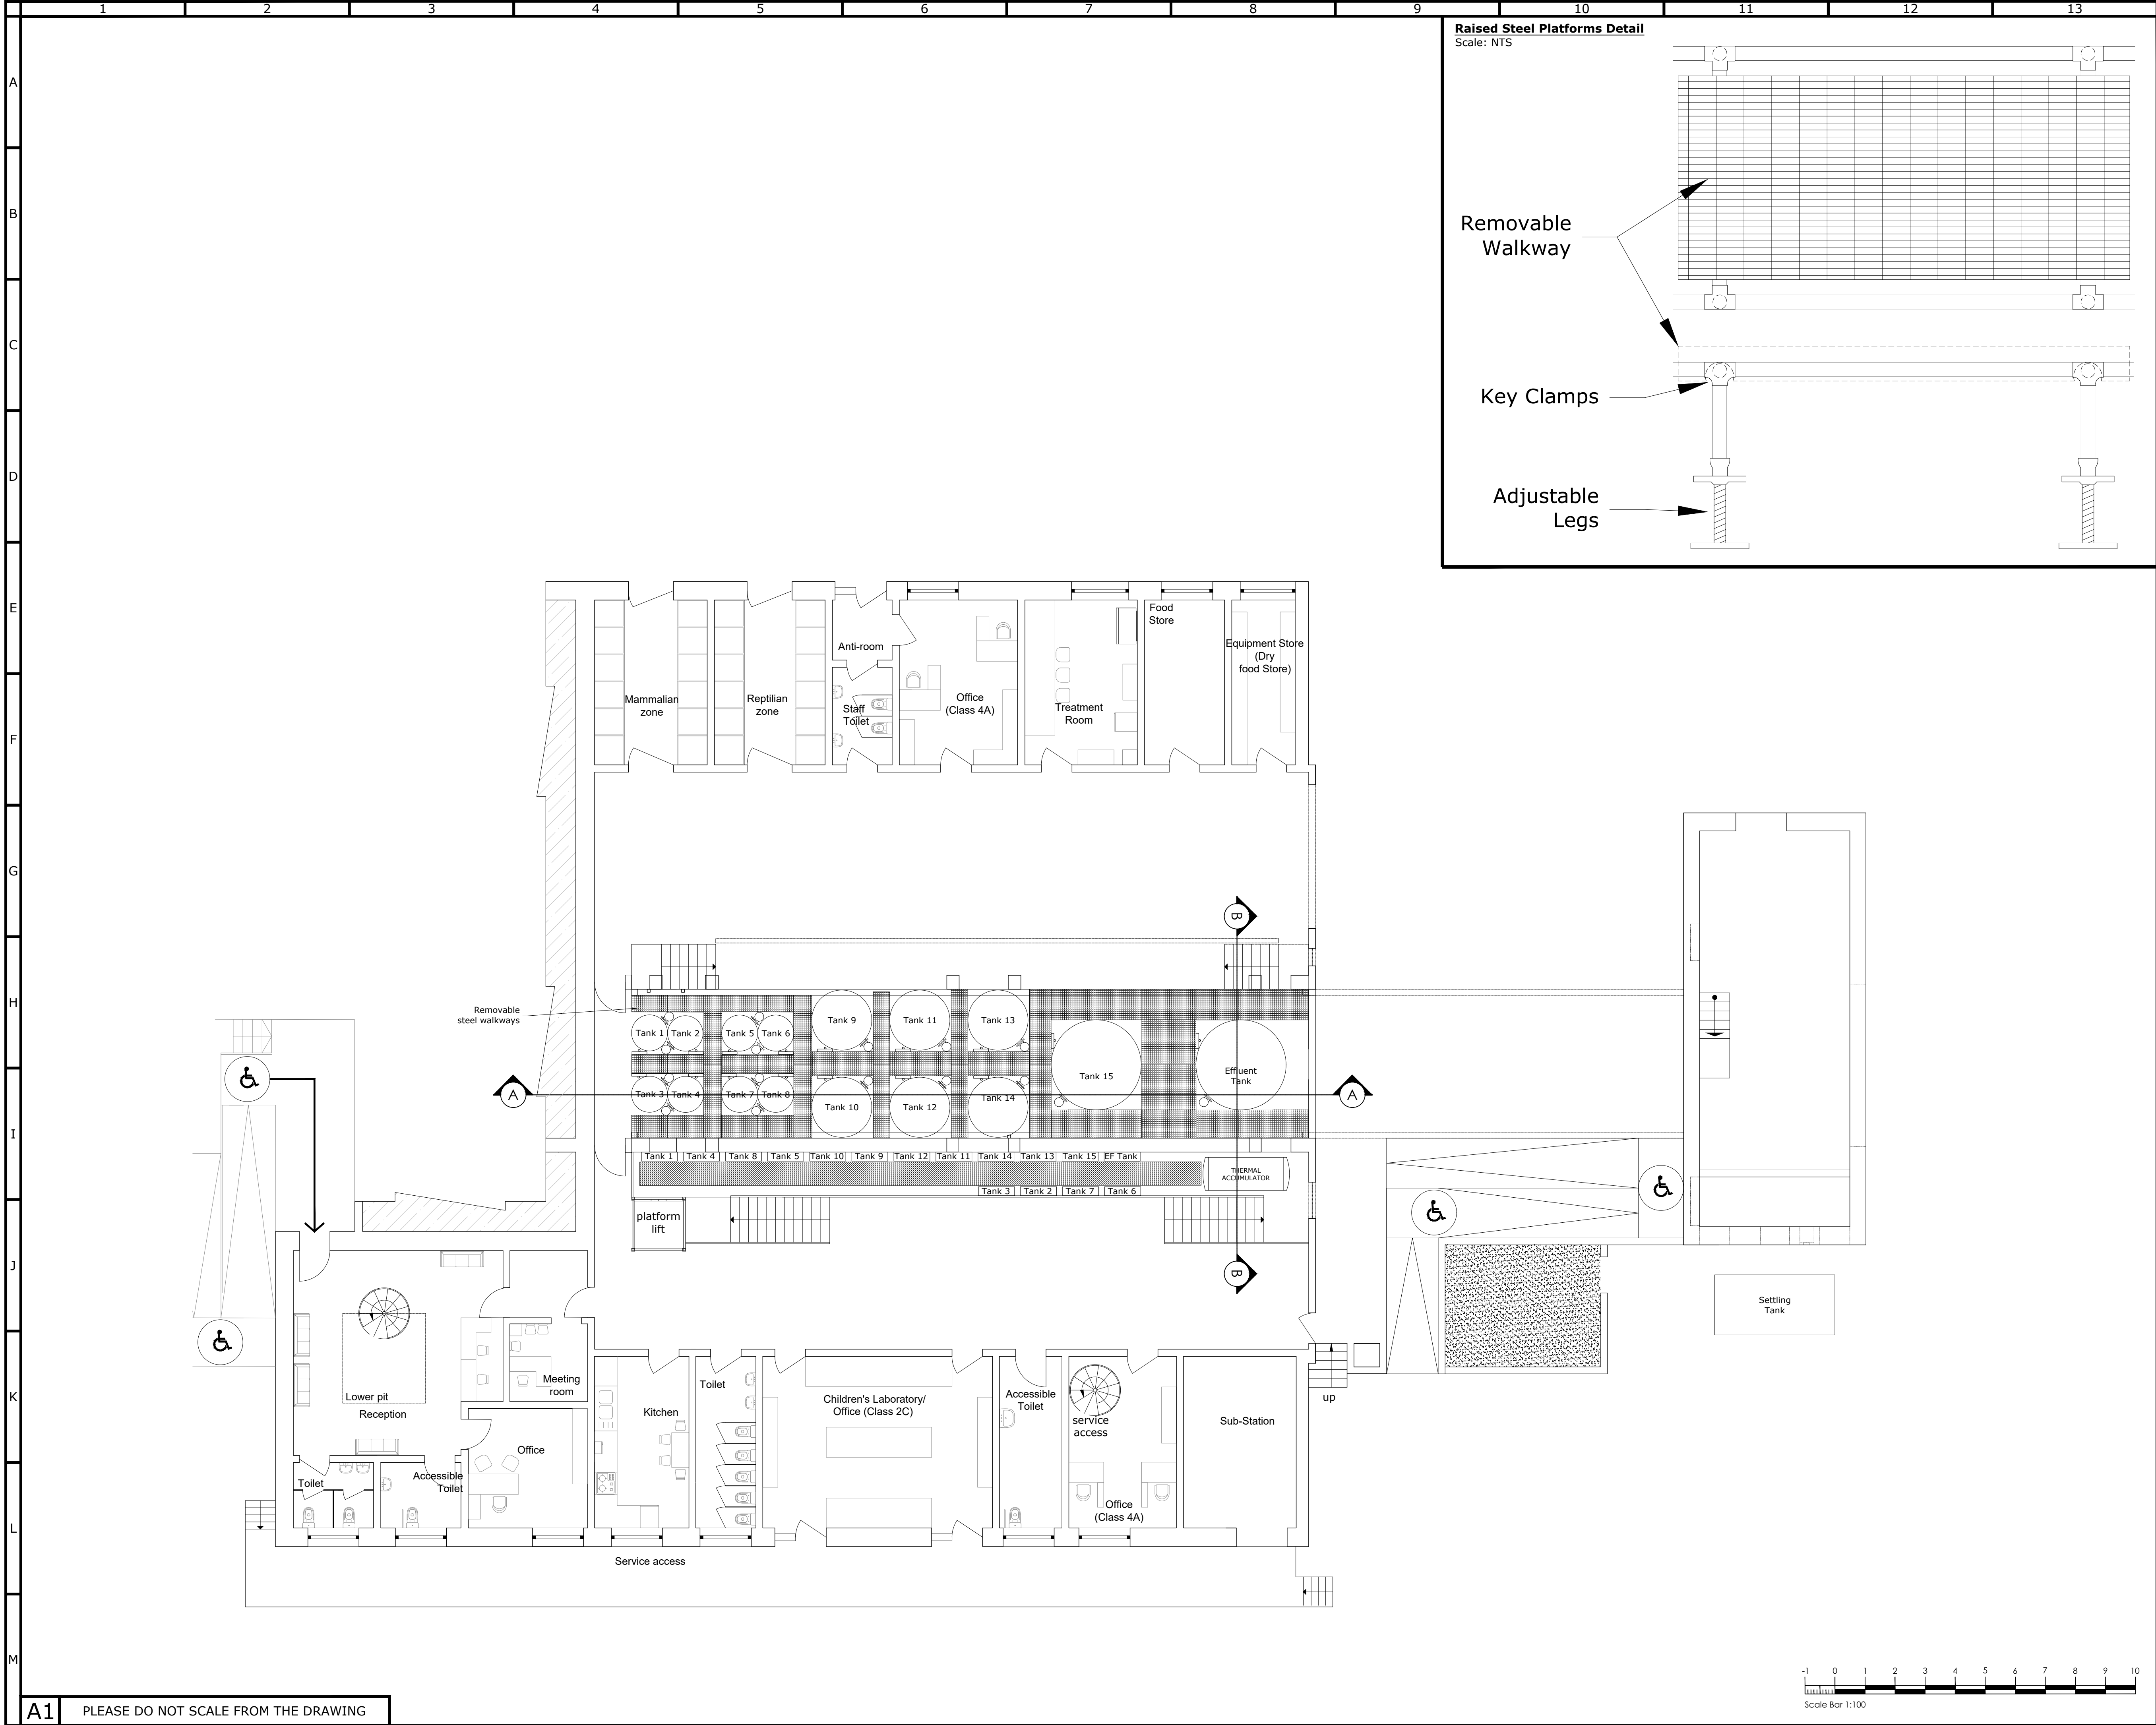 1 2 3 4 5 6 7 8 9 10 11 12 13
A
B
C
D
E
F
G
H
I
J
K
L
M
Raised Steel Platforms Detail
Scale: NTS
Removable
Walkway
Key Clamps
Adjustable
Legs
Mammalian
zone
Reptilian
zone
Anti-room
Staff
Toilet
Office
(Class 4A)
Treatment
Room
Food
Store
Equipment Store
(Dry
food Store)
B
Removable
steel walkways
Tank 1
Tank 2
Tank 5
Tank 6
Tank 9
Tank 11
Tank 13
Tank 3
Tank 4
Tank 7
Tank 8
Tank 10
Tank 12
Tank 14
Tank 15
Effluent
Tank
A
A
Tank 1
Tank 4
Tank 8
Tank 5
Tank 10
Tank 9
Tank 12
Tank 11
Tank 14
Tank 13
Tank 15
EF Tank
THERMAL
ACCUMULATOR
Tank 3
Tank 2
Tank 7
Tank 6
platform
lift
B
Settling
Tank
Lower pit
Reception
Meeting
room
Office
Toilet
Accessible
Toilet
Kitchen
Toilet
Children's Laboratory/
Office (Class 2C)
Accessible
Toilet
service
access
Office
(Class 4A)
Sub-Station
up
Service access
-1 0 1 2 3 4 5 6 7 8 9 10
Scale Bar 1:100
A1
PLEASE DO NOT SCALE FROM THE DRAWING